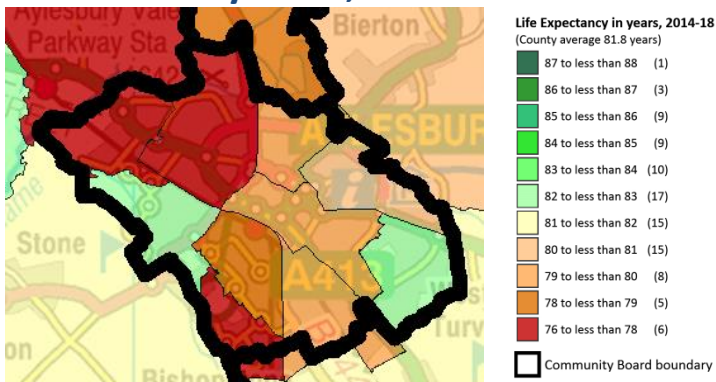 Aylesbury Vale
Parkway Sta
Bierton
AYLESBURY
Stone
A413
Life Expectancy in years, 2014-18
(County average 81.8 years)
87 to less than 88 (1)
86 to less than 87 (3)
85 to less than 86 (9)
84 to less than 85 (9)
83 to less than 84 (10)
82 to less than 83 (17)
81 to less than 82 (15)
80 to less than 81 (15)
79 to less than 80 (8)
78 to less than 79 (5)
76 to less than 78 (6)
Community Board boundary